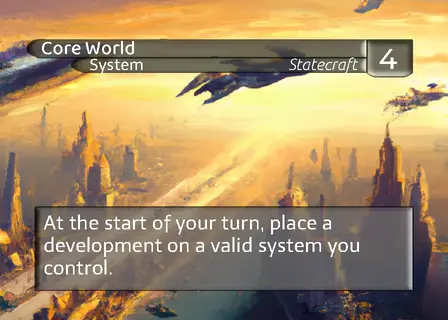 Core World
System Statecraft 4
At the start of your turn, place a
development on a valid system you
control.